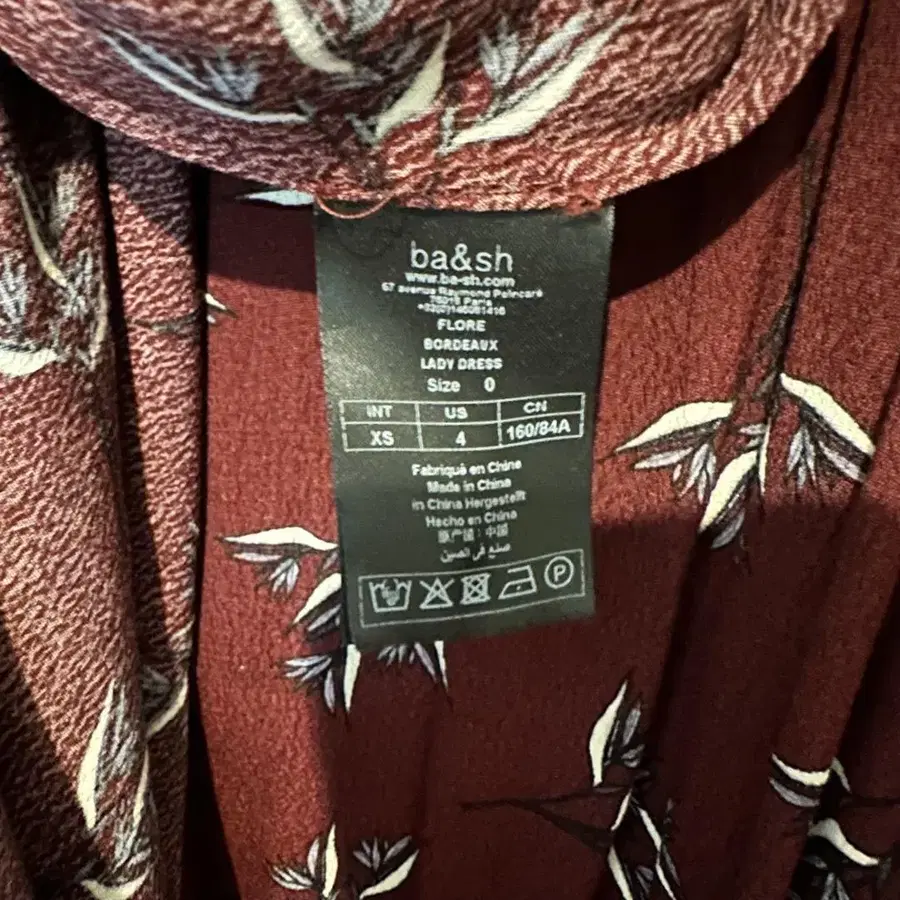 ba&sh
www.ba-sh.com
67 avenue Raymond Poincaré
75016 Paris
FLORE
BORDEAUX
LADY DRESS
Size 0
INT US CN
XS 4 160/84A
Fabriqué en Chine
Made in China
in China Hergestellt
Hecho en China
原产地：中国
صنع في الصين
P